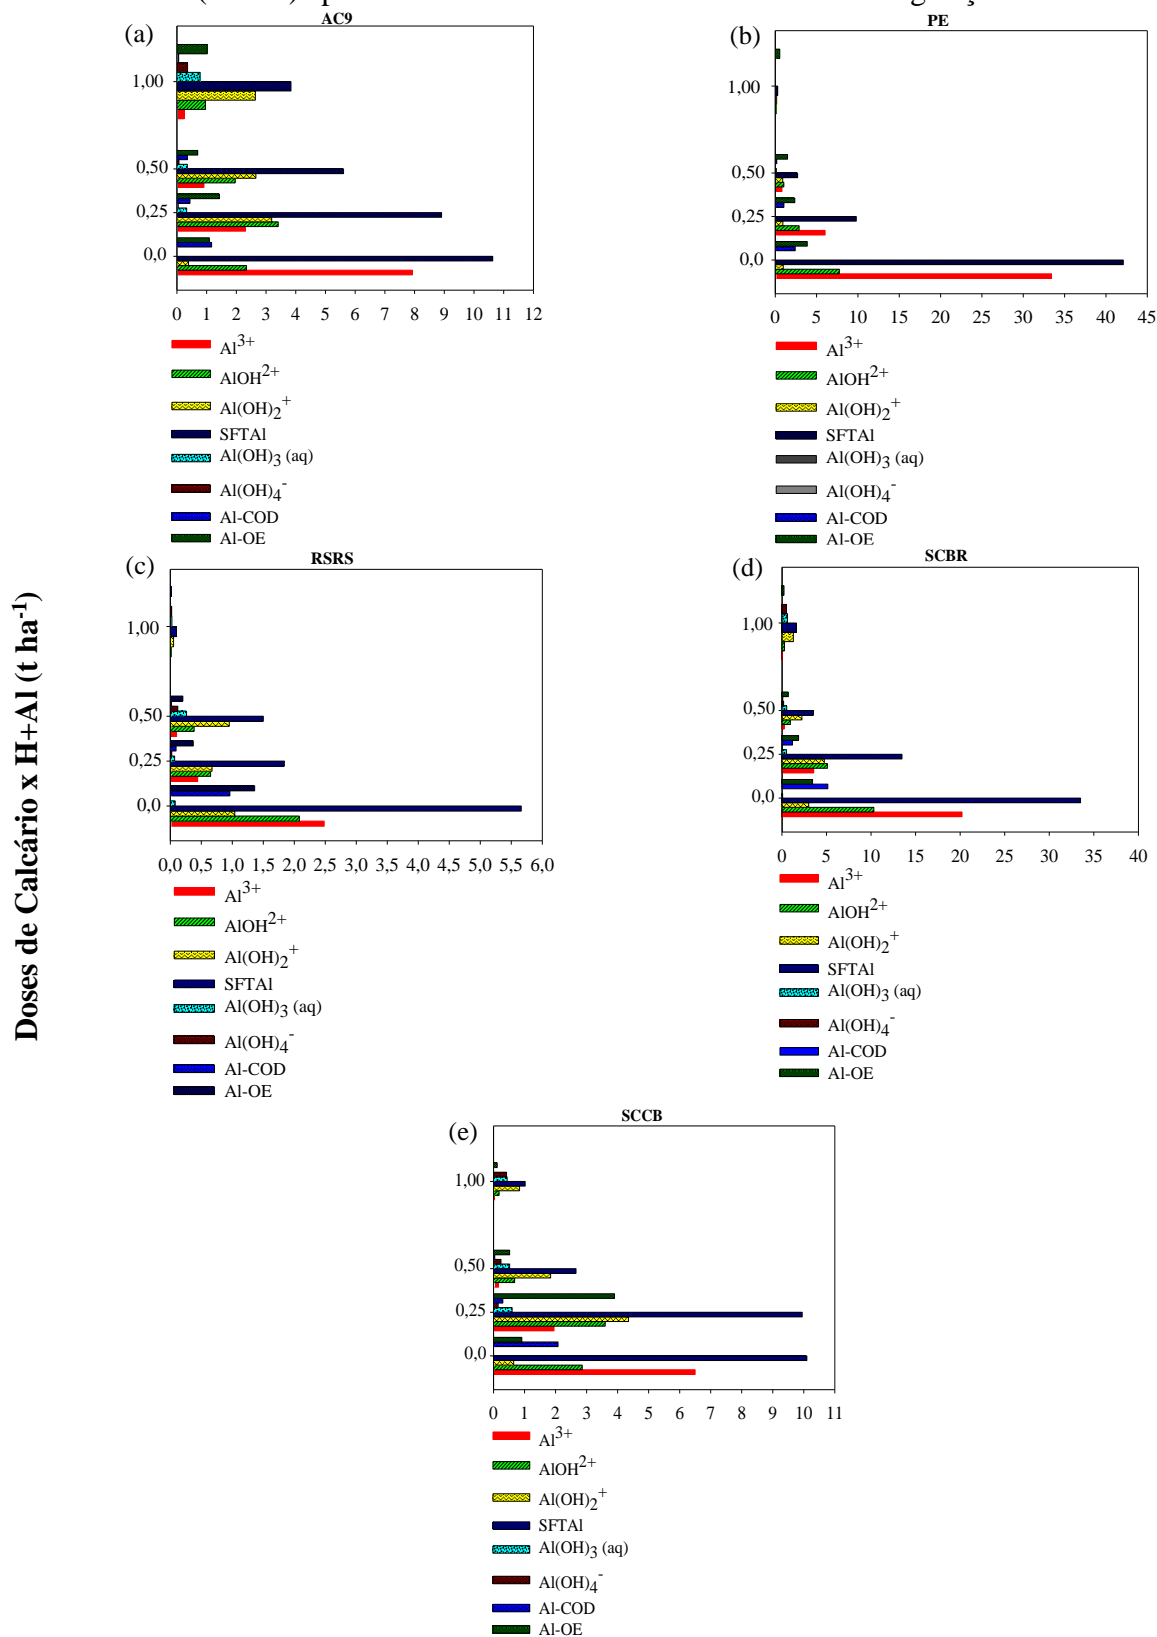 (a)
AC9
1,00
0,50
0,25
0,0
0 1 2 3 4 5 6 7 8 9 10 11 12
Al3+
AlOH2+
Al(OH)2+
SFTAl
Al(OH)3 (aq)
Al(OH)4-
Al-COD
Al-OE
(b)
PE
1,00
0,50
0,25
0,0
0 5 10 15 20 25 30 35 40 45
Al3+
AlOH2+
Al(OH)2+
SFTAl
Al(OH)3 (aq)
Al(OH)4-
Al-COD
Al-OE
Doses de Calcário x H+Al (t ha-1)
(c)
RSRS
1,00
0,50
0,25
0,0
0,0 0,5 1,0 1,5 2,0 2,5 3,0 3,5 4,0 4,5 5,0 5,5 6,0
Al3+
AlOH2+
Al(OH)2+
SFTAl
Al(OH)3 (aq)
Al(OH)4-
Al-COD
Al-OE
(d)
SCBR
1,00
0,50
0,25
0,0
0 5 10 15 20 25 30 35 40
Al3+
AlOH2+
Al(OH)2+
SFTAl
Al(OH)3 (aq)
Al(OH)4-
Al-COD
Al-OE
(e)
SCCB
1,00
0,50
0,25
0,0
0 1 2 3 4 5 6 7 8 9 10 11
Al3+
AlOH2+
Al(OH)2+
SFTAl
Al(OH)3 (aq)
Al(OH)4-
Al-COD
Al-OE